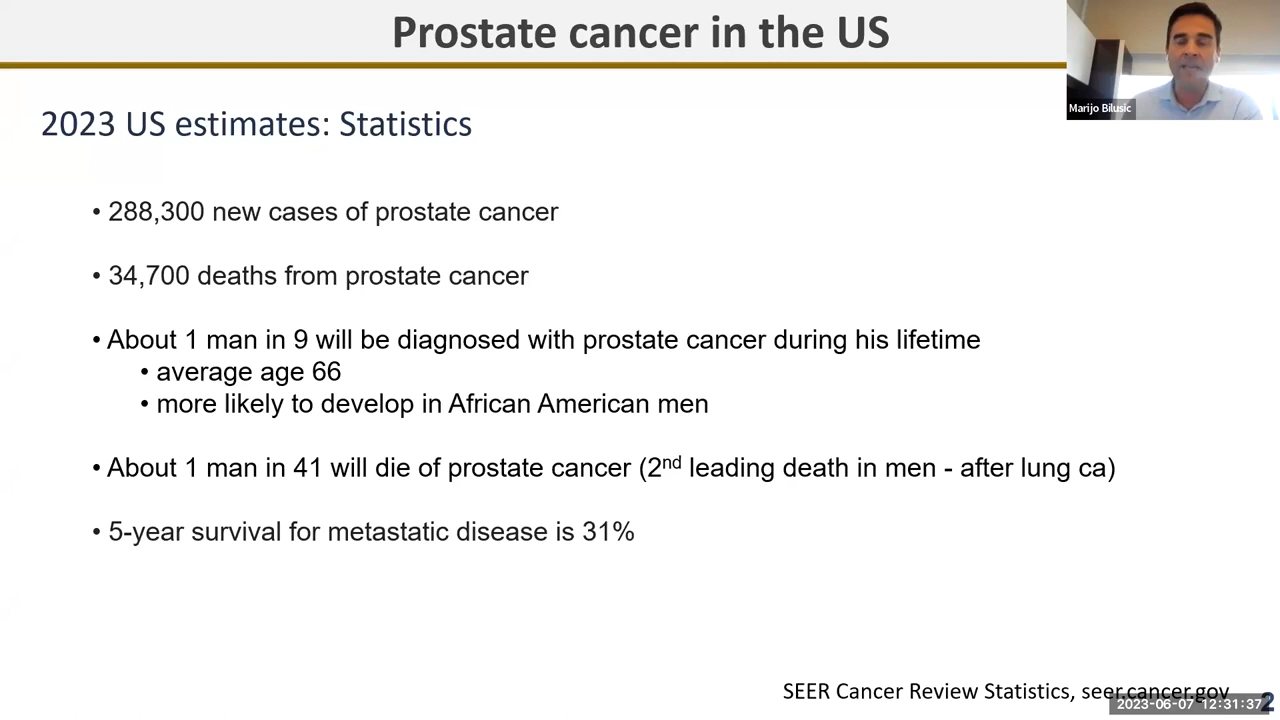 Prostate cancer in the US
Marijo Bilusic
2023 US estimates: Statistics
• 288,300 new cases of prostate cancer
• 34,700 deaths from prostate cancer
• About 1 man in 9 will be diagnosed with prostate cancer during his lifetime
• average age 66
• more likely to develop in African American men
• About 1 man in 41 will die of prostate cancer (2nd leading death in men - after lung ca)
• 5-year survival for metastatic disease is 31%
SEER Cancer Review Statistics, seer.cancer.gov
2023-06-07 12:31:37
2